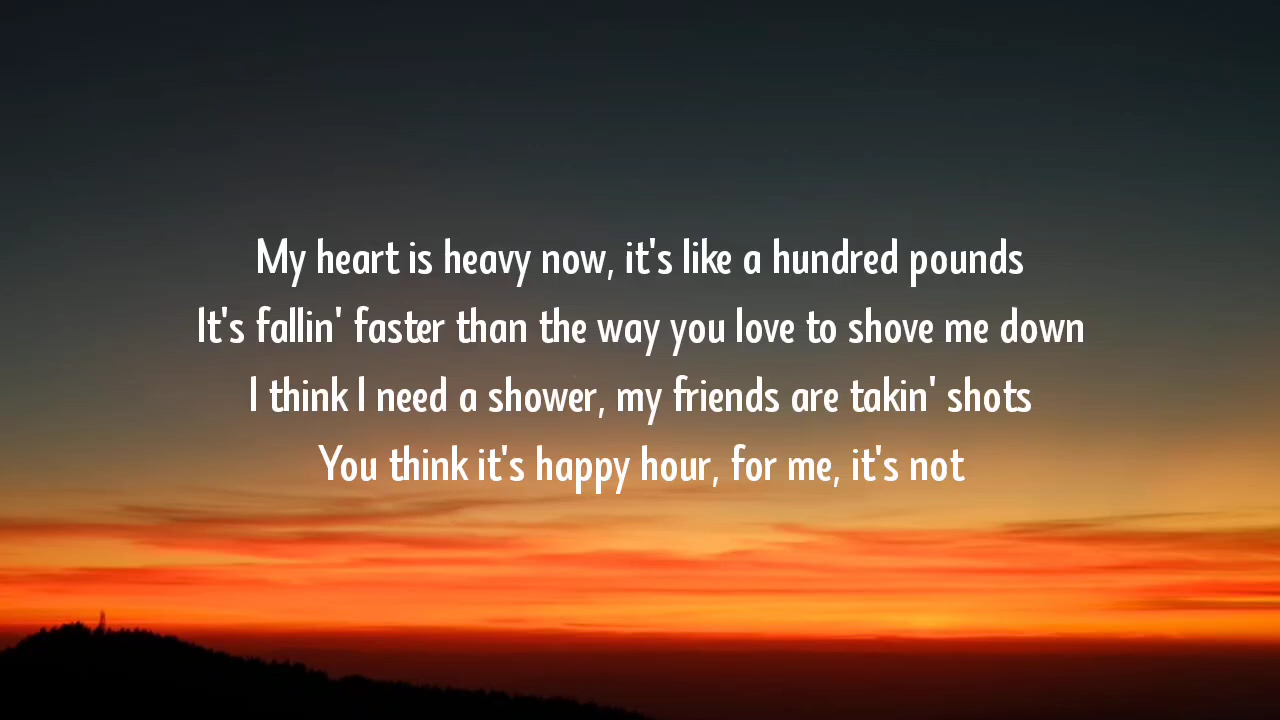 My heart is heavy now, it's like a hundred pounds
It's fallin' faster than the way you love to shove me down
I think I need a shower, my friends are takin' shots
You think it's happy hour, for me, it's not